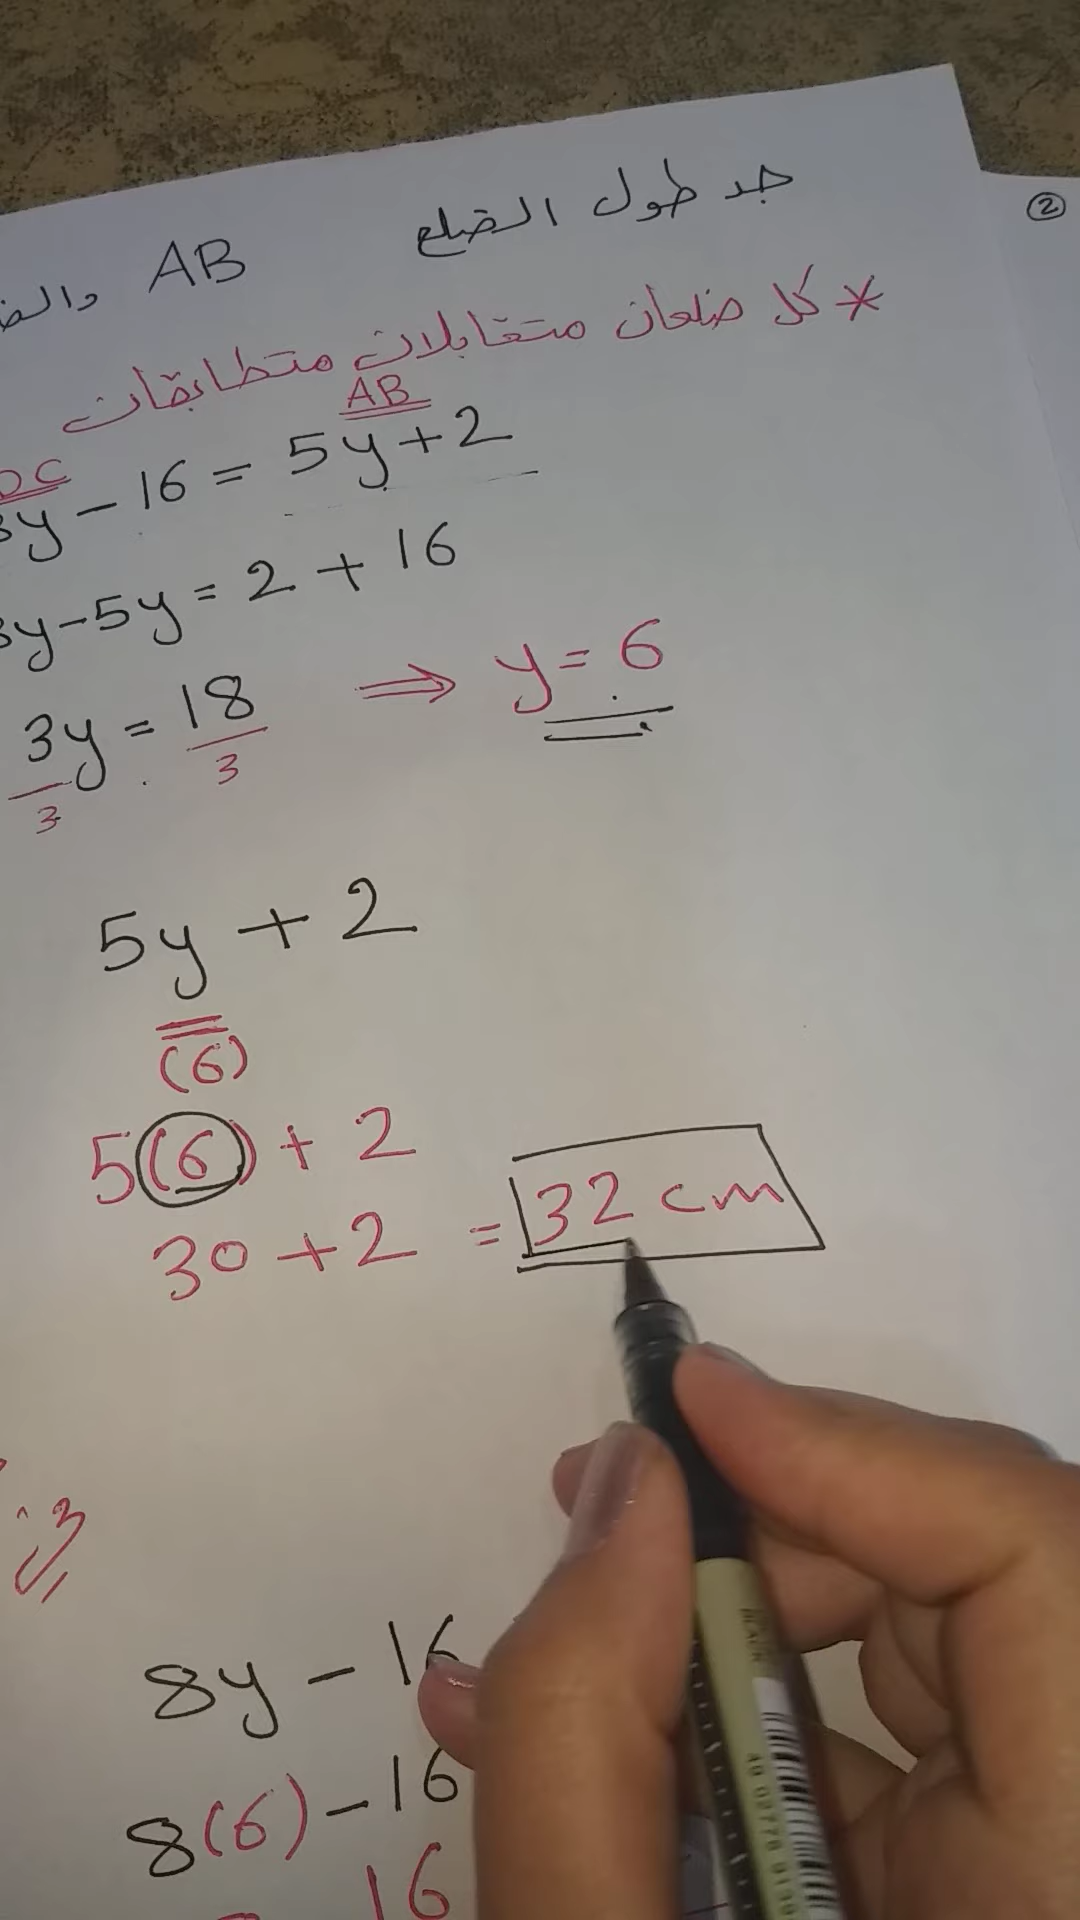 ②
جد طول الضلع AB
* كل ضلعان متقابلان متطابقان
DC AB
8y - 16 = 5y + 2
8y - 5y = 2 + 16
3y = 18 ⇒ y = 6
3 3
5y + 2
(6)
5(6) + 2
30 + 2 = 32 cm
8y - 16
8(6) - 16
16